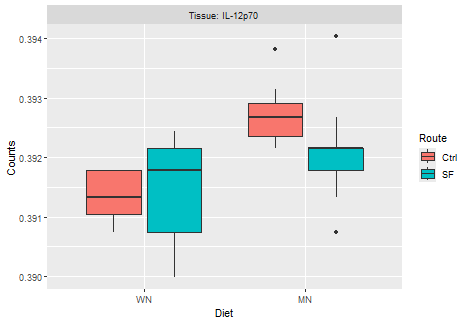 Tissue: IL-12p70
0.394
0.393
0.392
0.391
0.390
Counts
WN
MN
Diet
Route
Ctrl
SF